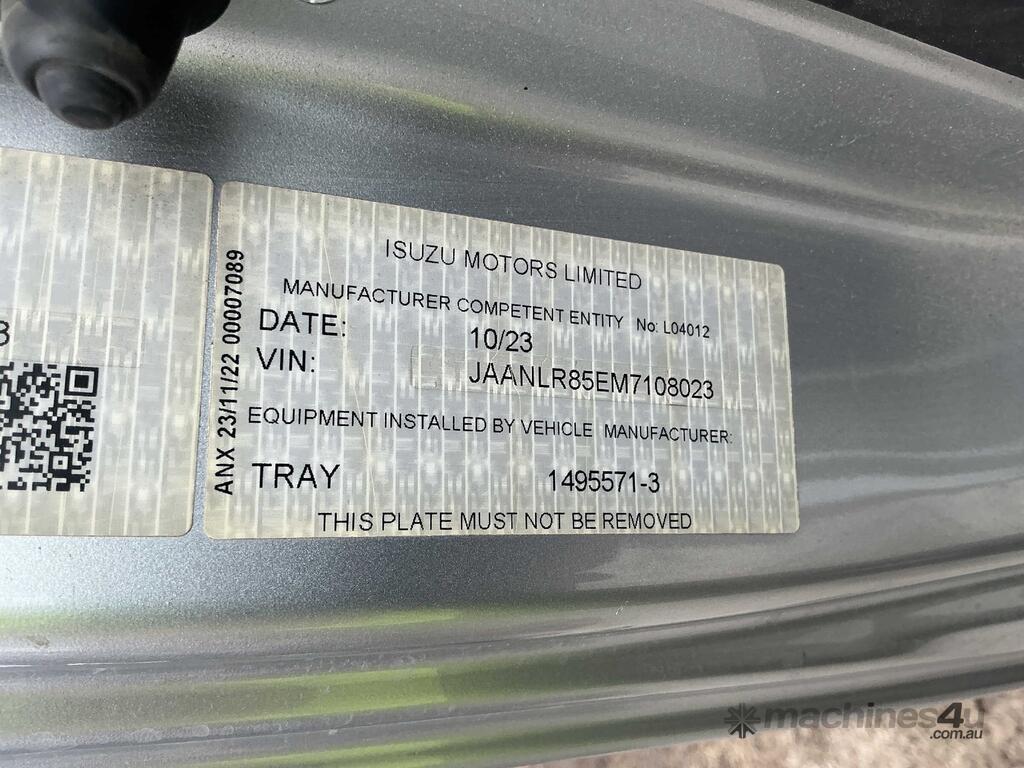 ISUZU MOTORS LIMITED
MANUFACTURER COMPETENT ENTITY No: L04012
DATE: 10/23
VIN: JAANLR85EM7108023
EQUIPMENT INSTALLED BY VEHICLE MANUFACTURER:
TRAY 1495571-3
THIS PLATE MUST NOT BE REMOVED
ANX 23/11/22 00007089
3
machines4u
.com.au